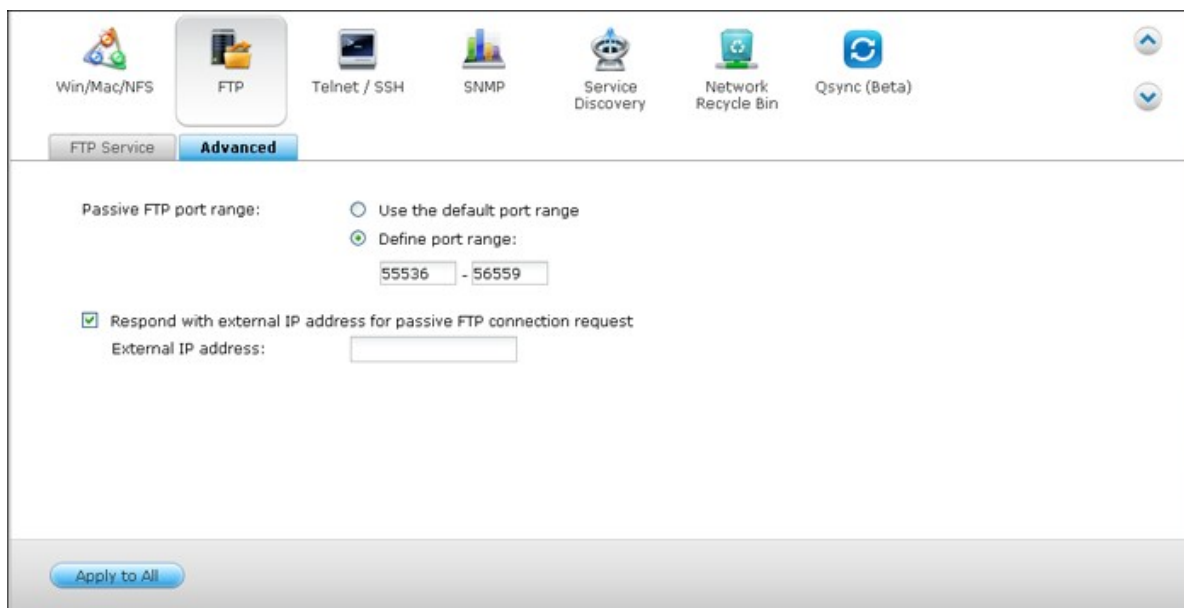 Win/Mac/NFS
FTP
Telnet / SSH
SNMP
Service
Discovery
Network
Recycle Bin
Qsync (Beta)
FTP Service
Advanced
Passive FTP port range:
Use the default port range
Define port range:
55536 - 56559
Respond with external IP address for passive FTP connection request
External IP address:
Apply to All